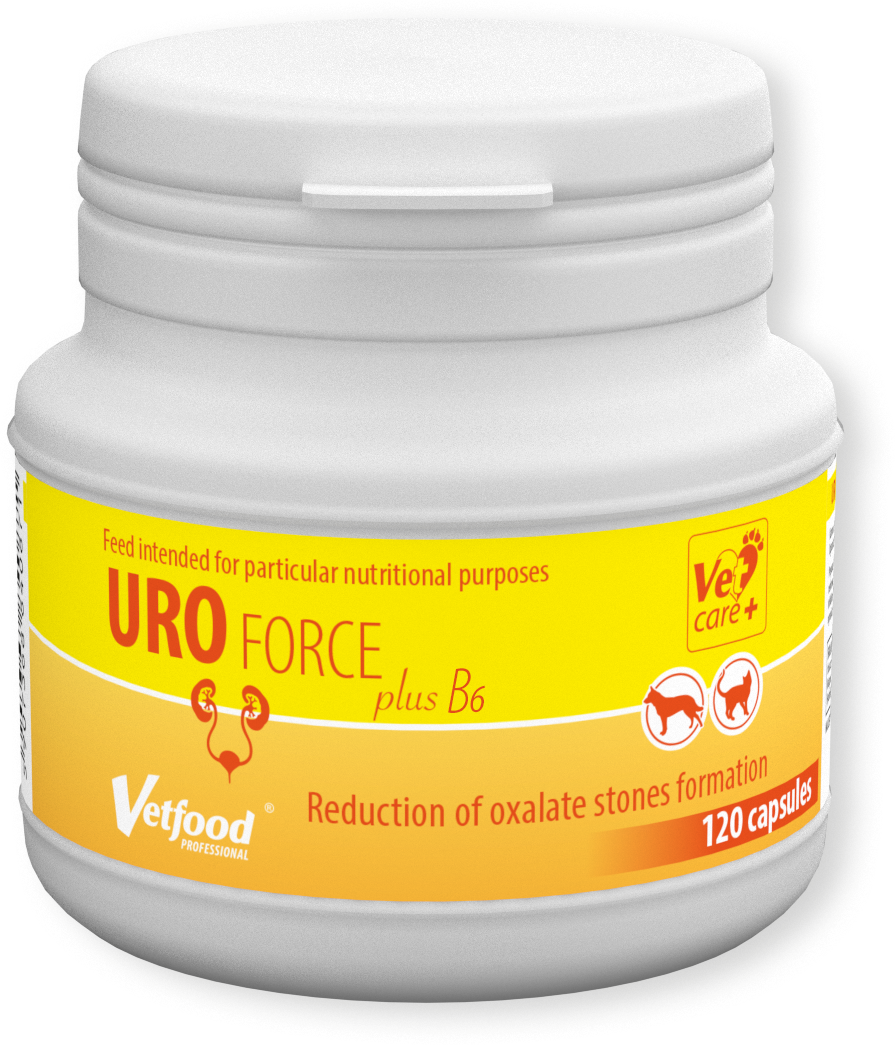 Feed intended for particular nutritional purposes
URO FORCE
plus B6
Vet
care+
Reduction of oxalate stones formation
120 capsules
Vetfood®
PROFESSIONAL